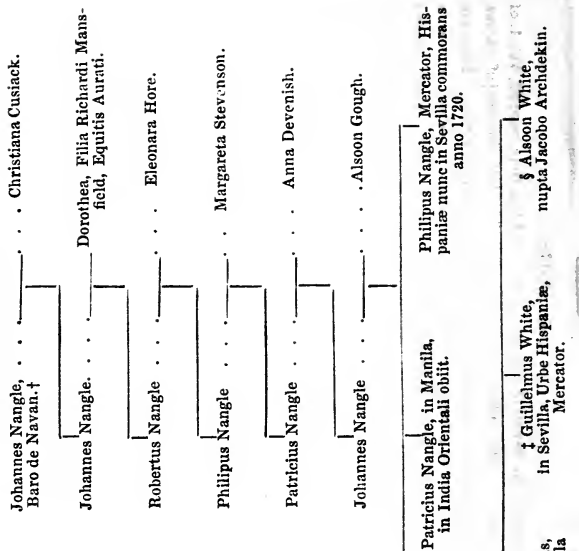 Johannes Nangle, . . . . . . Christiana Cusiack.
Baro de Navan.†
Johannes Nangle. . . . Dorothea, Filia Richardi Mans-
field, Equitis Aurati.
Robertus Nangle . . . . . . Eleonara Hore.
Philipus Nangle . . . . . . Margareta Stevenson.
Patricius Nangle . . . . . . Anna Devenish.
Johannes Nangle . . . . . . . Alsoon Gough.
Patricius Nangle, in Manila,
in India Orientali obiit.
Philipus Nangle, Mercator, His-
paniæ nunc in Sevilla commorans
anno 1720.
s,
la
‡ Guillelmus White,
in Sevilla, Urbe Hispaniæ,
Mercator.
§ Alsoon White,
nupta Jacobo Archdekin.